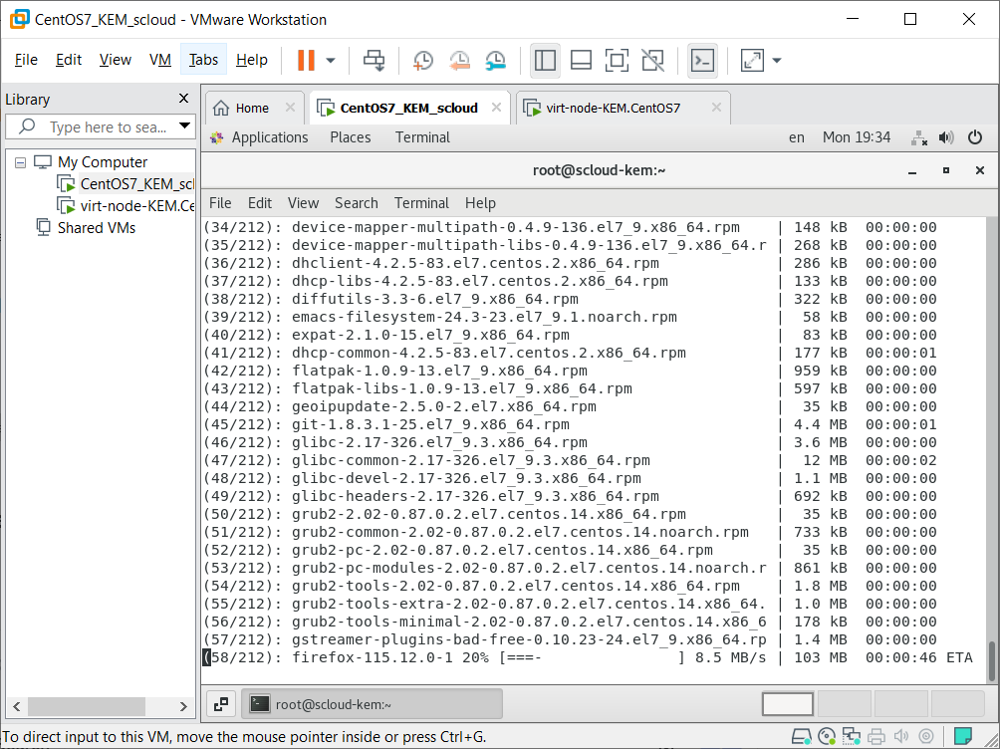 CentOS7_KEM_scloud - VMware Workstation
File Edit View VM Tabs Help
Library
Type here to sea...
My Computer
CentOS7_KEM_scl
virt-node-KEM.Ce
Shared VMs
Home
CentOS7_KEM_scloud
virt-node-KEM.CentOS7
Applications Places Terminal en Mon 19:34
root@scloud-kem:~
File Edit View Search Terminal Help
(34/212): device-mapper-multipath-0.4.9-136.el7_9.x86_64.rpm | 148 kB 00:00:00
(35/212): device-mapper-multipath-libs-0.4.9-136.el7_9.x86_64.r | 268 kB 00:00:00
(36/212): dhclient-4.2.5-83.el7.centos.2.x86_64.rpm | 286 kB 00:00:00
(37/212): dhcp-libs-4.2.5-83.el7.centos.2.x86_64.rpm | 133 kB 00:00:00
(38/212): diffutils-3.3-6.el7_9.x86_64.rpm | 322 kB 00:00:00
(39/212): emacs-filesystem-24.3-23.el7_9.1.noarch.rpm | 58 kB 00:00:00
(40/212): expat-2.1.0-15.el7_9.x86_64.rpm | 83 kB 00:00:00
(41/212): dhcp-common-4.2.5-83.el7.centos.2.x86_64.rpm | 177 kB 00:00:01
(42/212): flatpak-1.0.9-13.el7_9.x86_64.rpm | 959 kB 00:00:00
(43/212): flatpak-libs-1.0.9-13.el7_9.x86_64.rpm | 597 kB 00:00:00
(44/212): geoipupdate-2.5.0-2.el7.x86_64.rpm | 35 kB 00:00:00
(45/212): git-1.8.3.1-25.el7_9.x86_64.rpm | 4.4 MB 00:00:01
(46/212): glibc-2.17-326.el7_9.3.x86_64.rpm | 3.6 MB 00:00:00
(47/212): glibc-common-2.17-326.el7_9.3.x86_64.rpm | 12 MB 00:00:02
(48/212): glibc-devel-2.17-326.el7_9.3.x86_64.rpm | 1.1 MB 00:00:00
(49/212): glibc-headers-2.17-326.el7_9.3.x86_64.rpm | 692 kB 00:00:00
(50/212): grub2-2.02-0.87.0.2.el7.centos.14.x86_64.rpm | 35 kB 00:00:00
(51/212): grub2-common-2.02-0.87.0.2.el7.centos.14.noarch.rpm | 733 kB 00:00:00
(52/212): grub2-pc-2.02-0.87.0.2.el7.centos.14.x86_64.rpm | 35 kB 00:00:00
(53/212): grub2-pc-modules-2.02-0.87.0.2.el7.centos.14.noarch.r | 861 kB 00:00:00
(54/212): grub2-tools-2.02-0.87.0.2.el7.centos.14.x86_64.rpm | 1.8 MB 00:00:00
(55/212): grub2-tools-extra-2.02-0.87.0.2.el7.centos.14.x86_64. | 1.0 MB 00:00:00
(56/212): grub2-tools-minimal-2.02-0.87.0.2.el7.centos.14.x86_6 | 178 kB 00:00:00
(57/212): gstreamer-plugins-bad-free-0.10.23-24.el7_9.x86_64.rp | 1.4 MB 00:00:00
(58/212): firefox-115.12.0-1 20% [===- ] 8.5 MB/s | 103 MB 00:00:46 ETA
root@scloud-kem:~
To direct input to this VM, move the mouse pointer inside or press Ctrl+G.